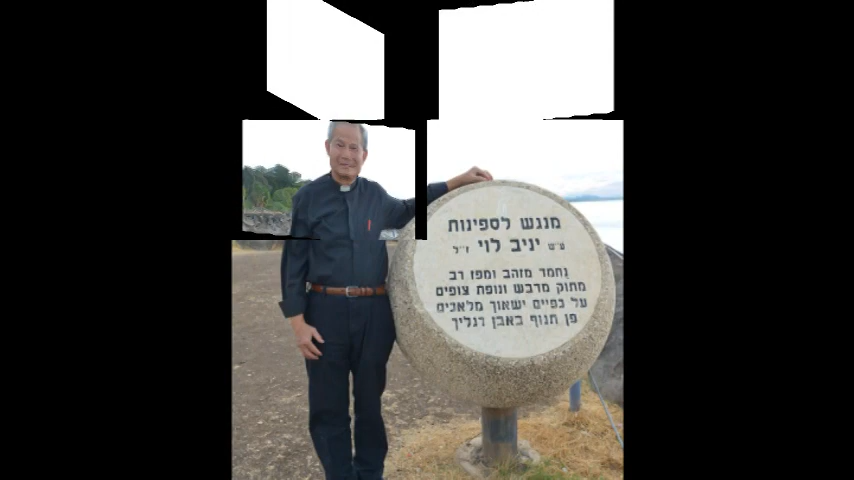 מנגש לספינות
ע״ש יניב לוי ז״ל
נחמד מזהב ומפז רב
מתוק מדבש ונופת צופים
על כפיים ישאוך מלאכים
פן תגוף באבן רגליך